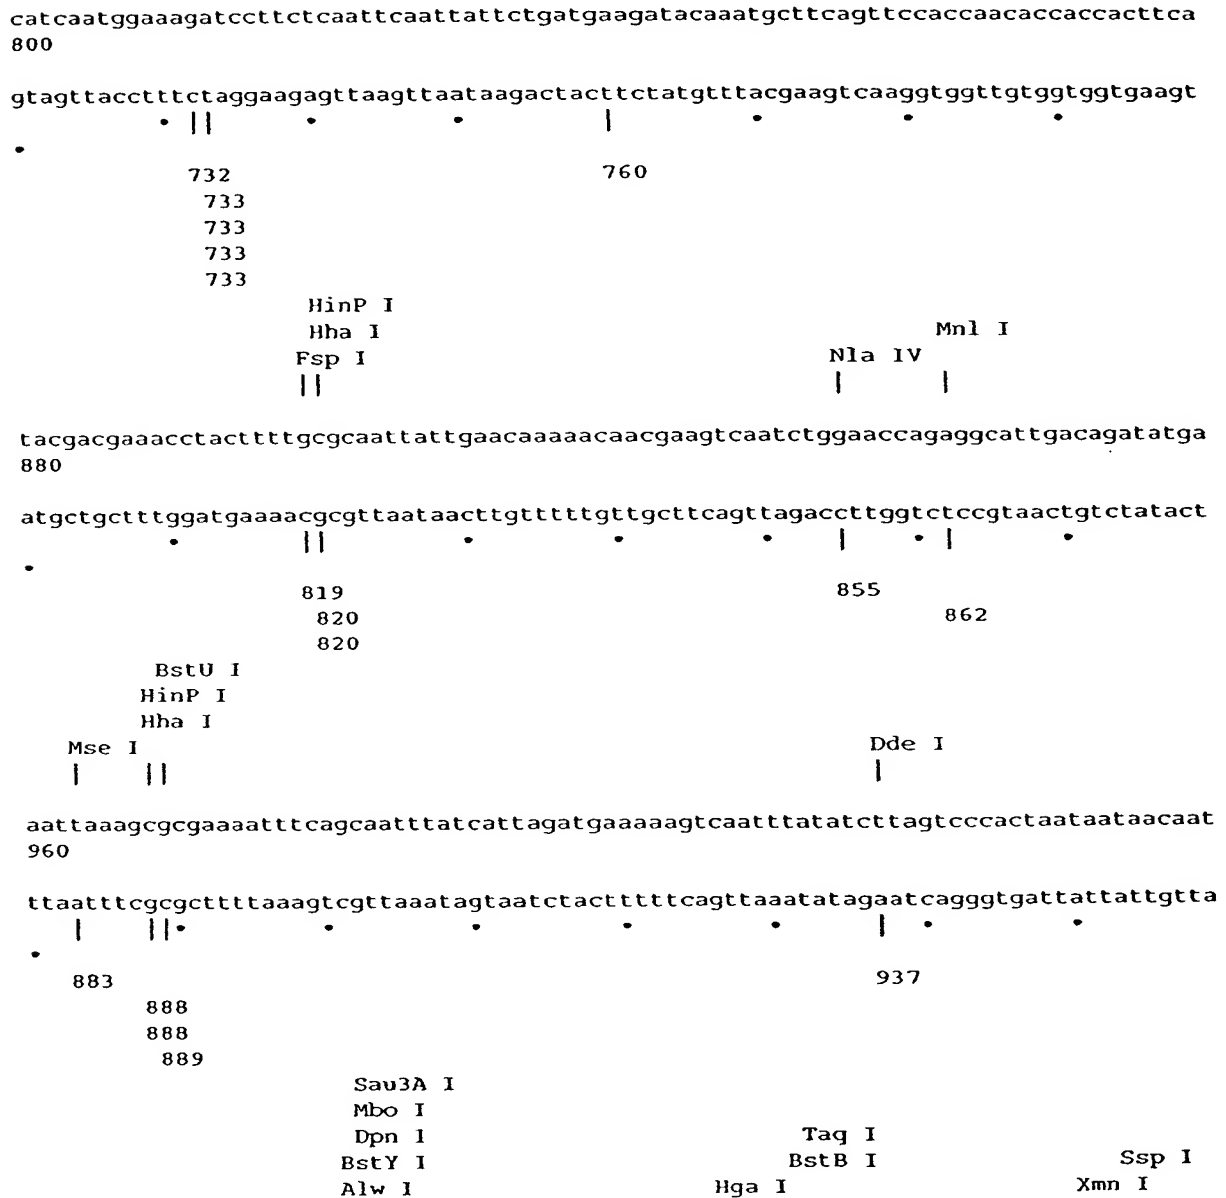 catcaatggaaagatccttctcaattcaattattctgatgaagatacaaatgcttcagttccaccaacaccaccacttca
800
gtagttacctttctaggaagagttaagttaataagactacttctatgtttacgaagtcaaggtggttgtggtggtgaagt
732 760
733
733
733
733
HinP I
Hha I Mnl I
Fsp I Nla IV
tacgacgaaacctacttttgcgcaattattgaacaaaaacaacgaagtcaatctggaaccagaggcattgacagatatga
880
atgctgctttggatgaaaacgcgttaataacttgtttttgttgcttcagttagaccttggtctccgtaactgtctatact
819 855
820 862
820
BstU I
HinP I
Hha I
Mse I Dde I
aattaaagcgcgaaaatttcagcaatttatcattagatgaaaaagtcaatttatatcttagtcccactaataataacaat
960
ttaatttcgcgcttttaaagtcgttaaatagtaatctactttttcagttaaatatagaatcagggtgattattattgtta
883 937
888
888
889
Sau3A I
Mbo I
Dpn I Taq I
BstY I BstB I Ssp I
Alw I Hga I Xmn I